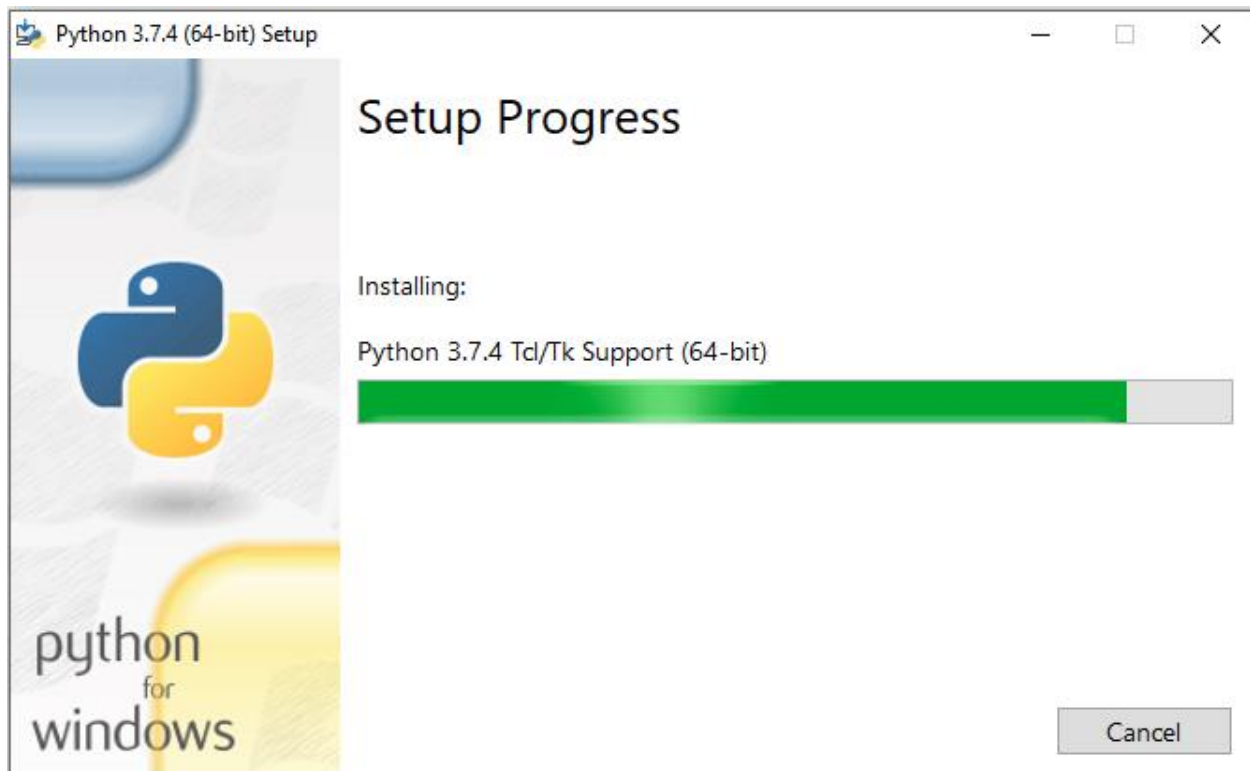 Python 3.7.4 (64-bit) Setup
Setup Progress
Installing:
Python 3.7.4 Tcl/Tk Support (64-bit)
python
for
windows
Cancel